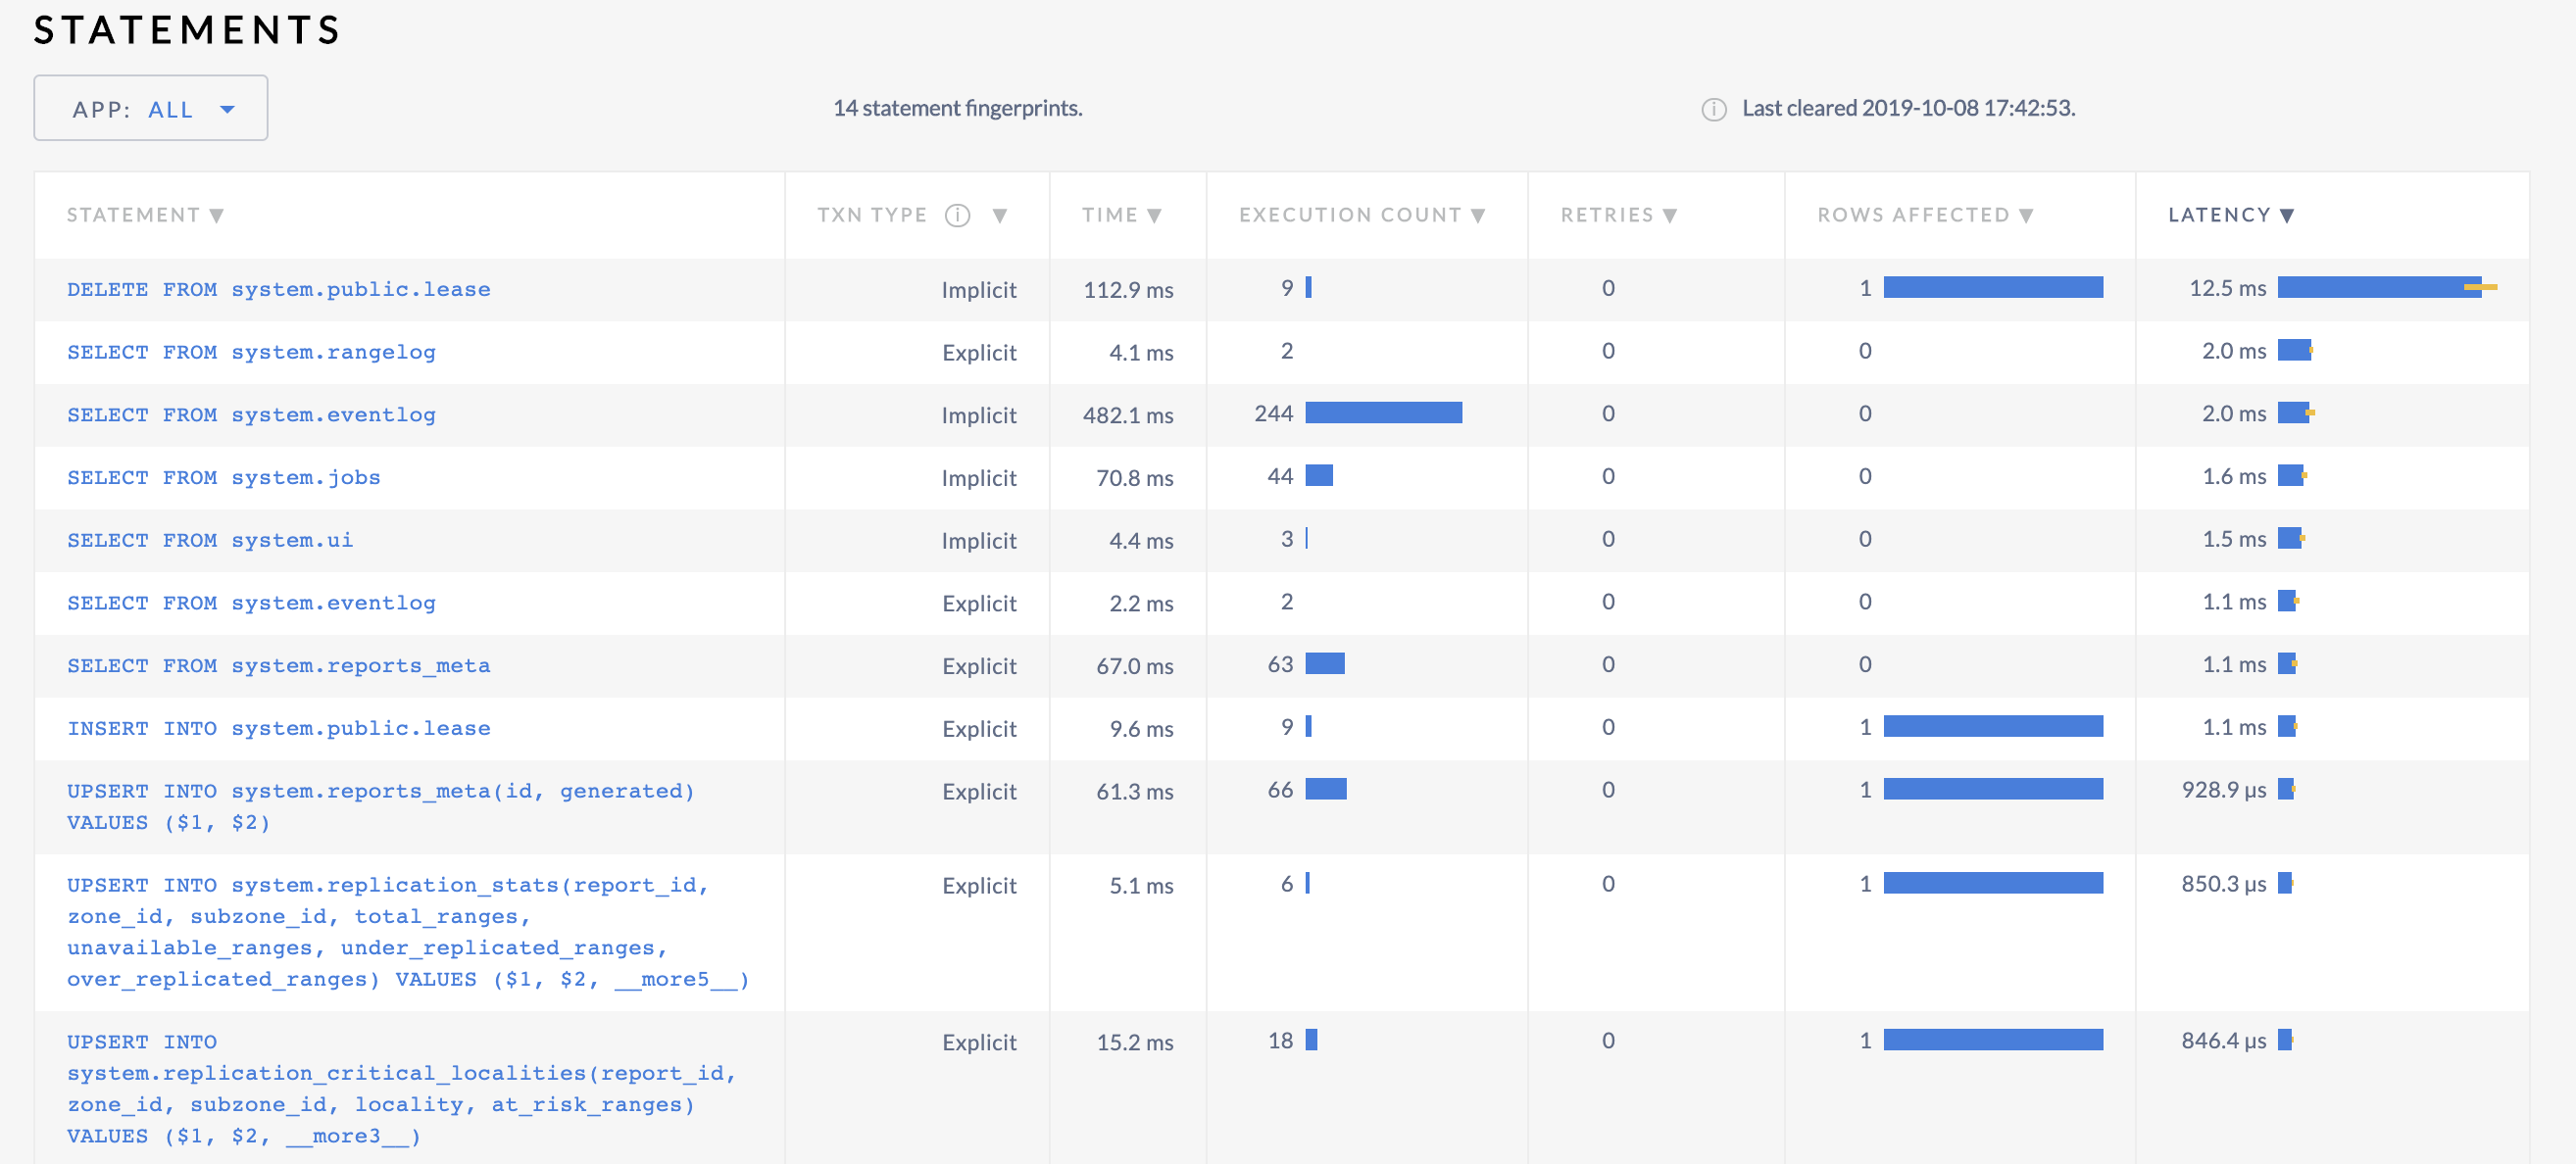 STATEMENTS
APP: ALL ▼ 14 statement fingerprints. ⓘ Last cleared 2019-10-08 17:42:53.
STATEMENT ▼ TXN TYPE ⓘ ▼ TIME ▼ EXECUTION COUNT ▼ RETRIES ▼ ROWS AFFECTED ▼ LATENCY ▼
DELETE FROM system.public.lease Implicit 112.9 ms 9 0 1 12.5 ms
SELECT FROM system.rangelog Explicit 4.1 ms 2 0 0 2.0 ms
SELECT FROM system.eventlog Implicit 482.1 ms 244 0 0 2.0 ms
SELECT FROM system.jobs Implicit 70.8 ms 44 0 0 1.6 ms
SELECT FROM system.ui Implicit 4.4 ms 3 0 0 1.5 ms
SELECT FROM system.eventlog Explicit 2.2 ms 2 0 0 1.1 ms
SELECT FROM system.reports_meta Explicit 67.0 ms 63 0 0 1.1 ms
INSERT INTO system.public.lease Explicit 9.6 ms 9 0 1 1.1 ms
UPSERT INTO system.reports_meta(id, generated) Explicit 61.3 ms 66 0 1 928.9 µs
VALUES ($1, $2)
UPSERT INTO system.replication_stats(report_id, Explicit 5.1 ms 6 0 1 850.3 µs
zone_id, subzone_id, total_ranges,
unavailable_ranges, under_replicated_ranges,
over_replicated_ranges) VALUES ($1, $2, __more5__)
UPSERT INTO Explicit 15.2 ms 18 0 1 846.4 µs
system.replication_critical_localities(report_id,
zone_id, subzone_id, locality, at_risk_ranges)
VALUES ($1, $2, __more3__)